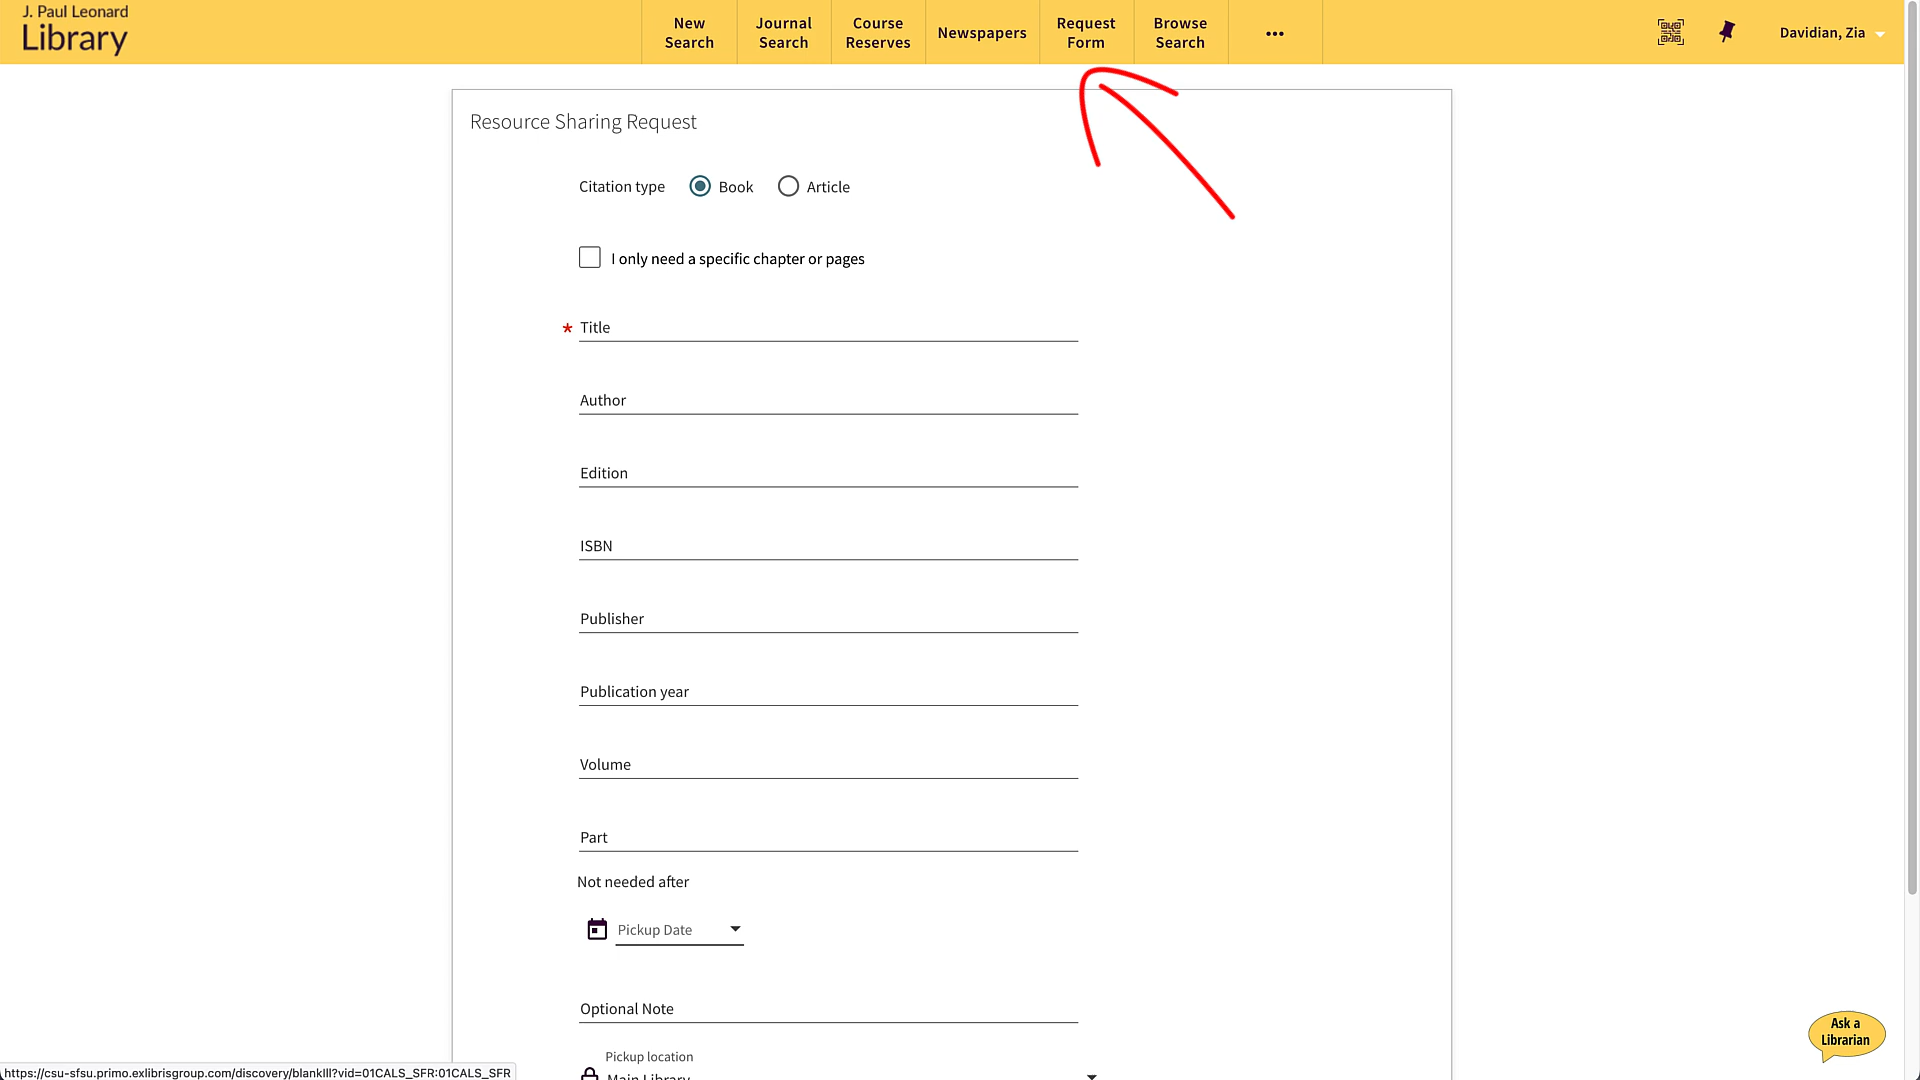 J. Paul Leonard
Library
New
Search
Journal
Search
Course
Reserves
Newspapers
Request
Form
Browse
Search
•••
Davidian, Zia
Resource Sharing Request
Citation type
Book
Article
I only need a specific chapter or pages
* Title
Author
Edition
ISBN
Publisher
Publication year
Volume
Part
Not needed after
Pickup Date
Optional Note
Pickup location
Main Library
Ask a
Librarian
https://csu-sfsu.primo.exlibrisgroup.com/discovery/blankIll?vid=01CALS_SFR:01CALS_SFR